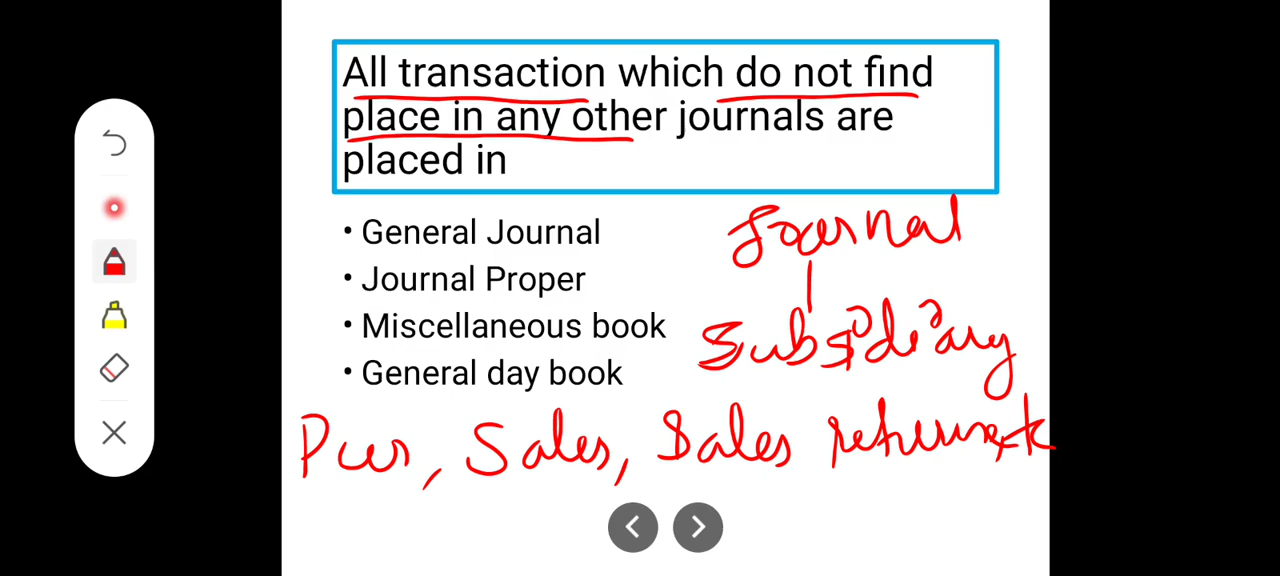 All transaction which do not find
place in any other journals are
placed in
• General Journal
• Journal Proper
• Miscellaneous book
• General day book
Journal
Subsidiary
Pur, Sales, Sales return